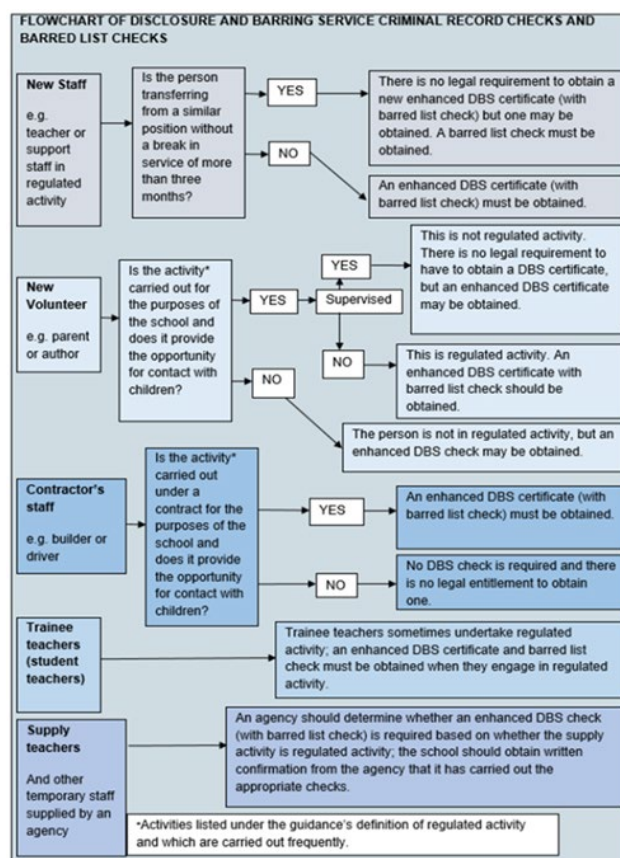 FLOWCHART OF DISCLOSURE AND BARRING SERVICE CRIMINAL RECORD CHECKS AND
BARRED LIST CHECKS
New Staff
e.g.
teacher or
support
staff in
regulated
activity
Is the person
transferring
from a similar
position without
a break in
service of more
than three
months?
YES
There is no legal requirement to obtain a
new enhanced DBS certificate (with
barred list check) but one may be
obtained. A barred list check must be
obtained.
NO
An enhanced DBS certificate (with
barred list check) must be obtained.
New
Volunteer
e.g. parent
or author
Is the activity*
carried out for
the purposes of
the school and
does it provide
the opportunity
for contact with
children?
YES
Supervised
YES
This is not regulated activity.
There is no legal requirement to
have to obtain a DBS certificate,
but an enhanced DBS certificate
may be obtained.
NO
This is regulated activity. An
enhanced DBS certificate with
barred list check should be
obtained.
NO
The person is not in regulated activity, but an
enhanced DBS check may be obtained.
Contractor's
staff
e.g. builder or
driver
Is the activity*
carried out
under a
contract for the
purposes of the
school and
does it provide
the opportunity
for contact with
children?
YES
An enhanced DBS certificate (with
barred list check) must be obtained.
NO
No DBS check is required and there
is no legal entitlement to obtain
one.
Trainee
teachers
(student
teachers)
Trainee teachers sometimes undertake regulated
activity; an enhanced DBS certificate and barred list
check must be obtained when they engage in regulated
activity.
Supply
teachers
And other
temporary staff
supplied by an
agency
An agency should determine whether an enhanced DBS check
(with barred list check) is required based on whether the supply
activity is regulated activity; the school should obtain written
confirmation from the agency that it has carried out the
appropriate checks.
*Activities listed under the guidance's definition of regulated activity
and which are carried out frequently.